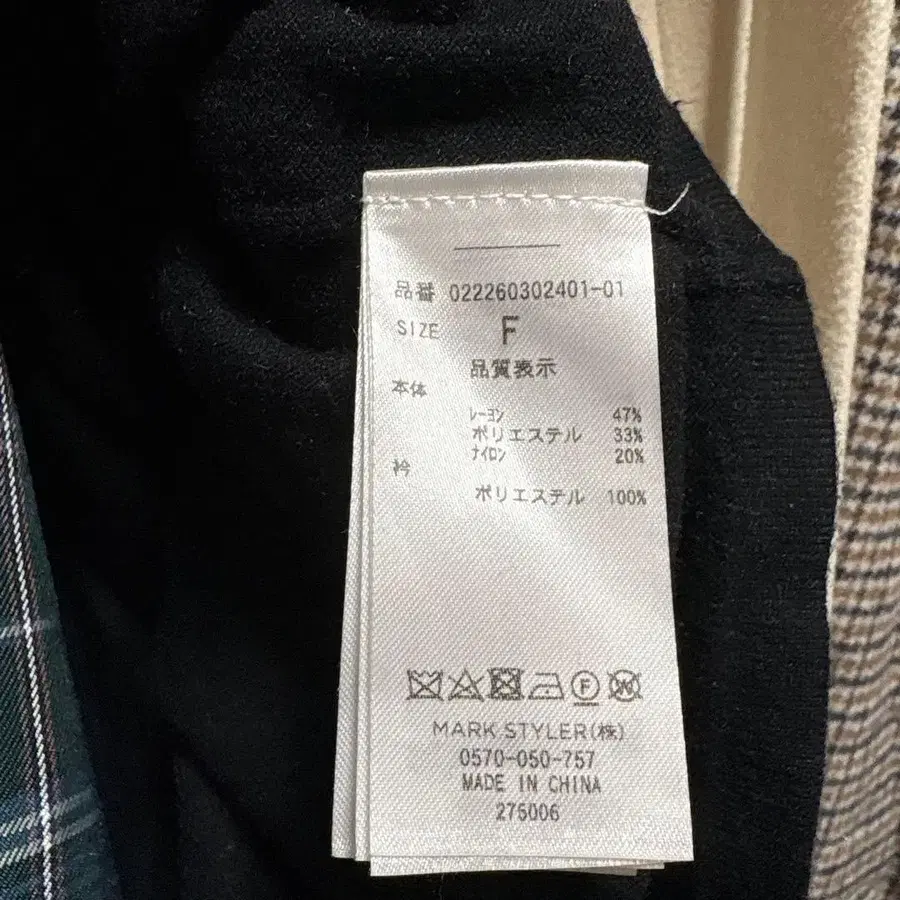 品番 022260302401-01
SIZE F
品質表示
本体
レーヨン 47%
ポリエステル 33%
ナイロン 20%
衿
ポリエステル 100%
F W
MARK STYLER(株)
0570-050-757
MADE IN CHINA
275006